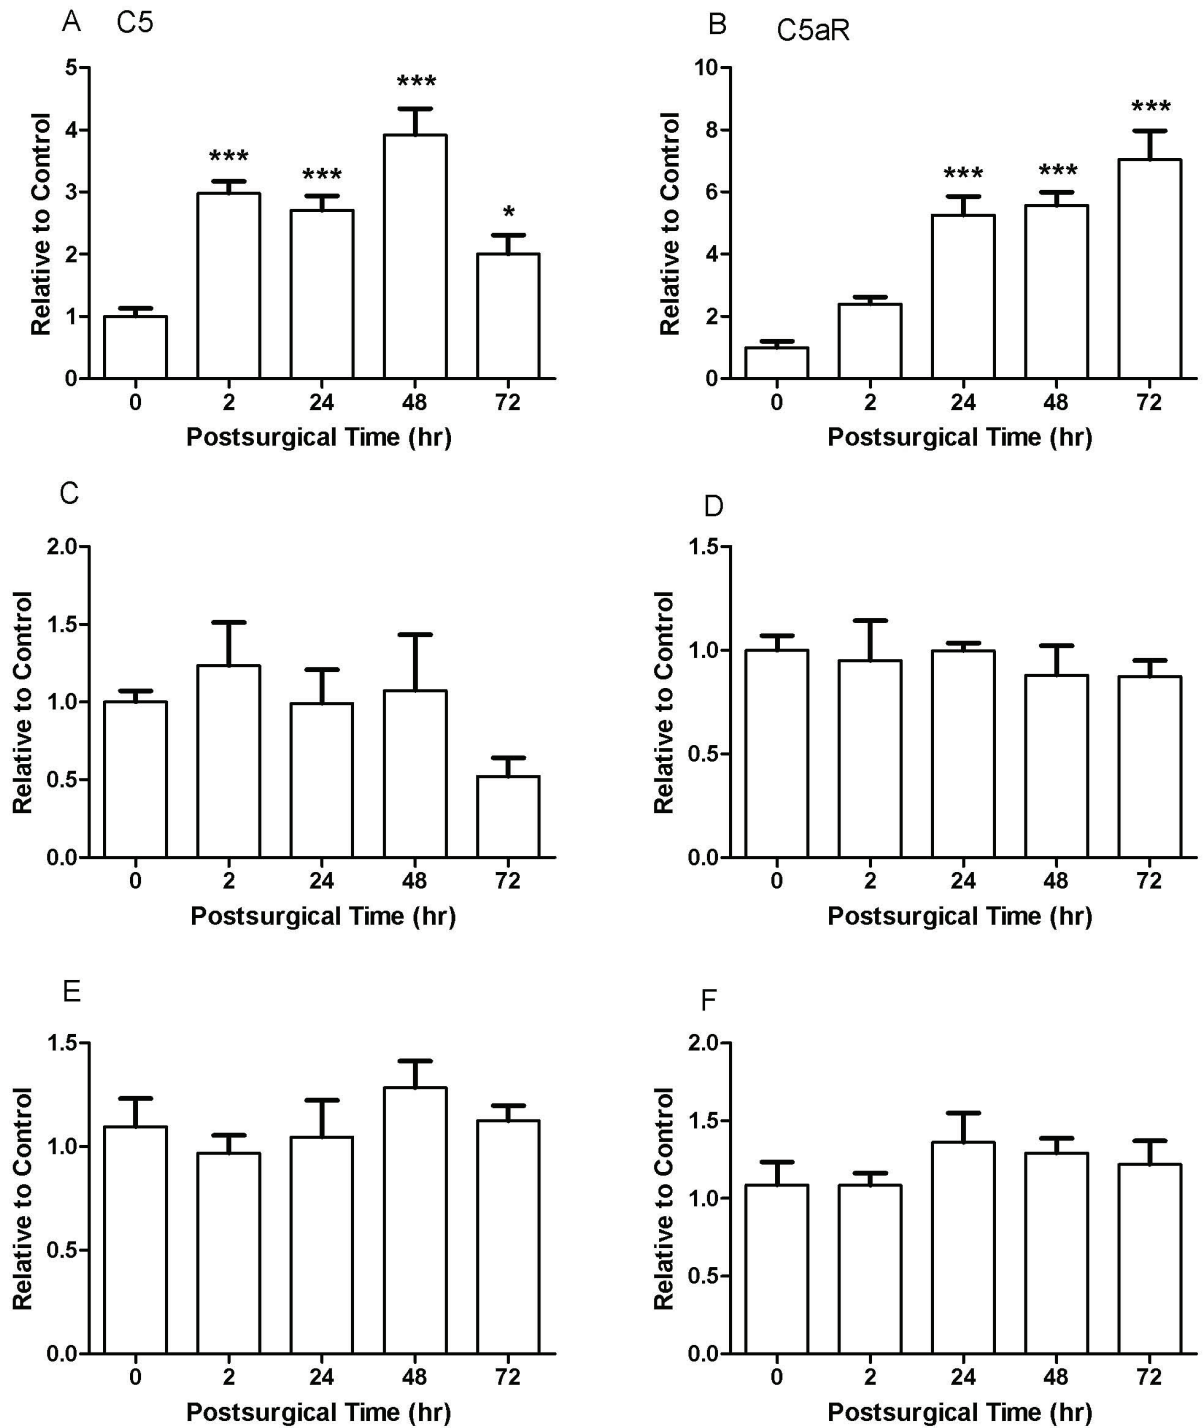 A C5
5
4
3
2
1
0
Relative to Control
***
***
***
*
0 2 24 48 72
Postsurgical Time (hr)
B C5aR
10
8
6
4
2
0
Relative to Control
***
***
***
0 2 24 48 72
Postsurgical Time (hr)
C
2.0
1.5
1.0
0.5
0.0
Relative to Control
0 2 24 48 72
Postsurgical Time (hr)
D
1.5
1.0
0.5
0.0
Relative to Control
0 2 24 48 72
Postsurgical Time (hr)
E
1.5
1.0
0.5
0.0
Relative to Control
0 2 24 48 72
Postsurgical Time (hr)
F
2.0
1.5
1.0
0.5
0.0
Relative to Control
0 2 24 48 72
Postsurgical Time (hr)